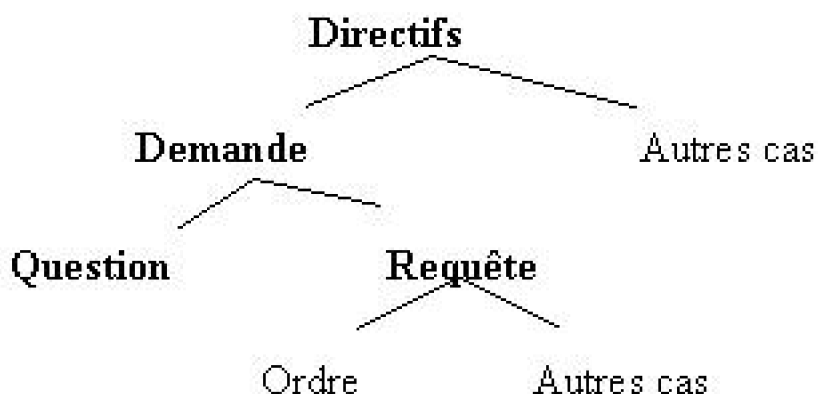 Directifs
Demande Autres cas
Question Requête
Ordre Autres cas